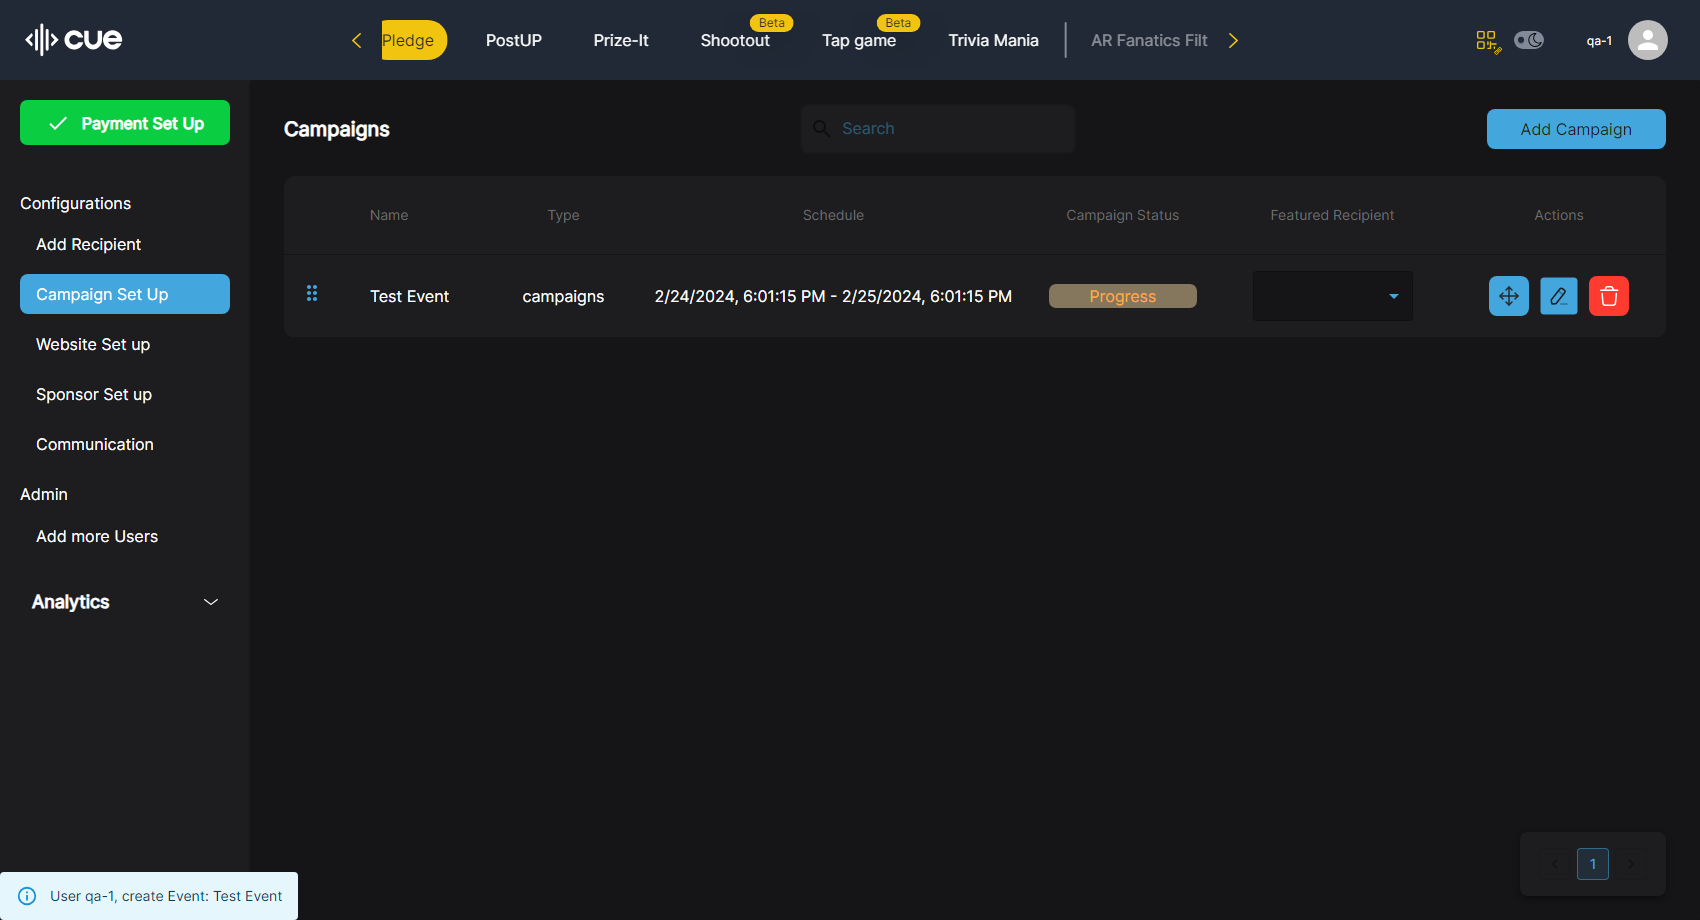 cue
Pledge
PostUP
Prize-It
Shootout
Beta
Tap game
Beta
Trivia Mania
AR Fanatics Filt
qa-1
Payment Set Up
Configurations
Add Recipient
Campaign Set Up
Website Set up
Sponsor Set up
Communication
Admin
Add more Users
Analytics
Campaigns
Search
Add Campaign
Name Type Schedule Campaign Status Featured Recipient Actions
Test Event campaigns 2/24/2024, 6:01:15 PM - 2/25/2024, 6:01:15 PM Progress
1
User qa-1, create Event: Test Event